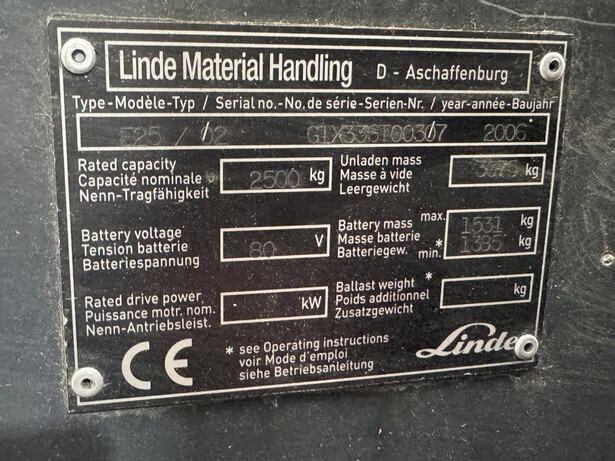 Linde Material Handling D - Aschaffenburg
Type-Modèle-Typ / Serial no.-No. de série-Serien-Nr. / year-année-Baujahr
E25 / 02 G1X335T00307 2006
Rated capacity
Capacité nominale
Nenn-Tragfähigkeit
2500 kg
Unladen mass
Masse à vide
Leergewicht
kg
Battery voltage
Tension batterie
Batteriespannung
80 V
Battery mass
Masse batterie
Batteriegew.
max. 1531 kg
* min. 1335 kg
Rated drive power
Puissance motr. nom.
Nenn-Antriebsleist.
kW
Ballast weight *
Poids additionnel
Zusatzgewicht
kg
CE
* see Operating instructions
voir Mode d'emploi
siehe Betriebsanleitung
Linde